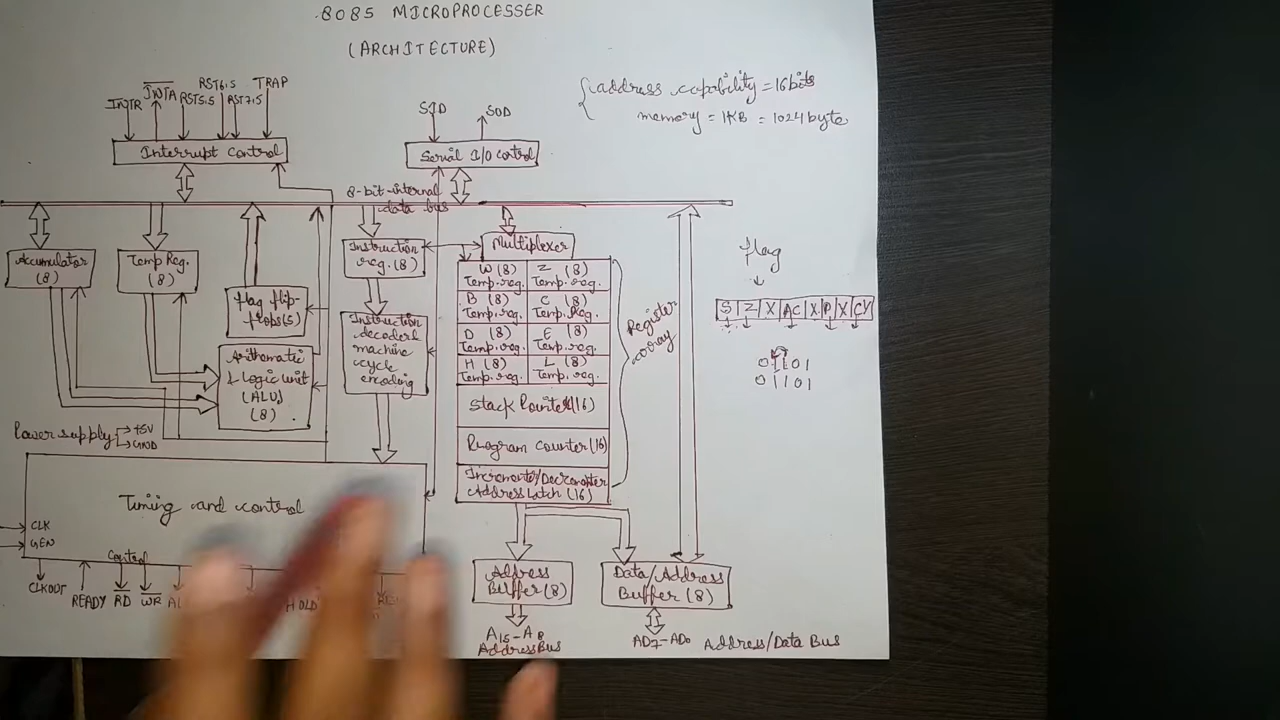 .8085 MICROPROCESSER
(ARCHITECTURE)
INTR
INTA
RST5.5
RST6.5
RST7.5
TRAP
Interrupt Control
SID
SOD
Serial I/O Control
{address capability = 16 bits
memory = 1KB = 1024 byte
8-bit-internal
data bus
Accumulator
(8)
Temp Reg.
(8)
flag flip-
flops(5)
Arithmatic
& Logic unit
(ALU)
(8)
Instruction
reg. (8)
Instruction
decoder &
machine
cycle
encoding
Multiplexer
W (8)
Temp. reg.
Z (8)
Temp. reg.
B (8)
Temp. reg.
C (8)
Temp. Reg.
D (8)
Temp. reg.
E (8)
Temp. reg.
H (8)
Temp. reg.
L (8)
Temp. reg.
Stack Pointer (16)
Program Counter (16)
Incrementer/Decrementer
Address Latch (16)
Register
array
flag
S Z X AC X P X CY
01101
01101
Power supply
+5V
GND
Timing and control
CLK
GEN
Control
CLKOUT
READY
RD
WR
HOLD
Address
Buffer (8)
Data/Address
Buffer (8)
A15-A8
Address Bus
AD7-AD0
Address/Data Bus